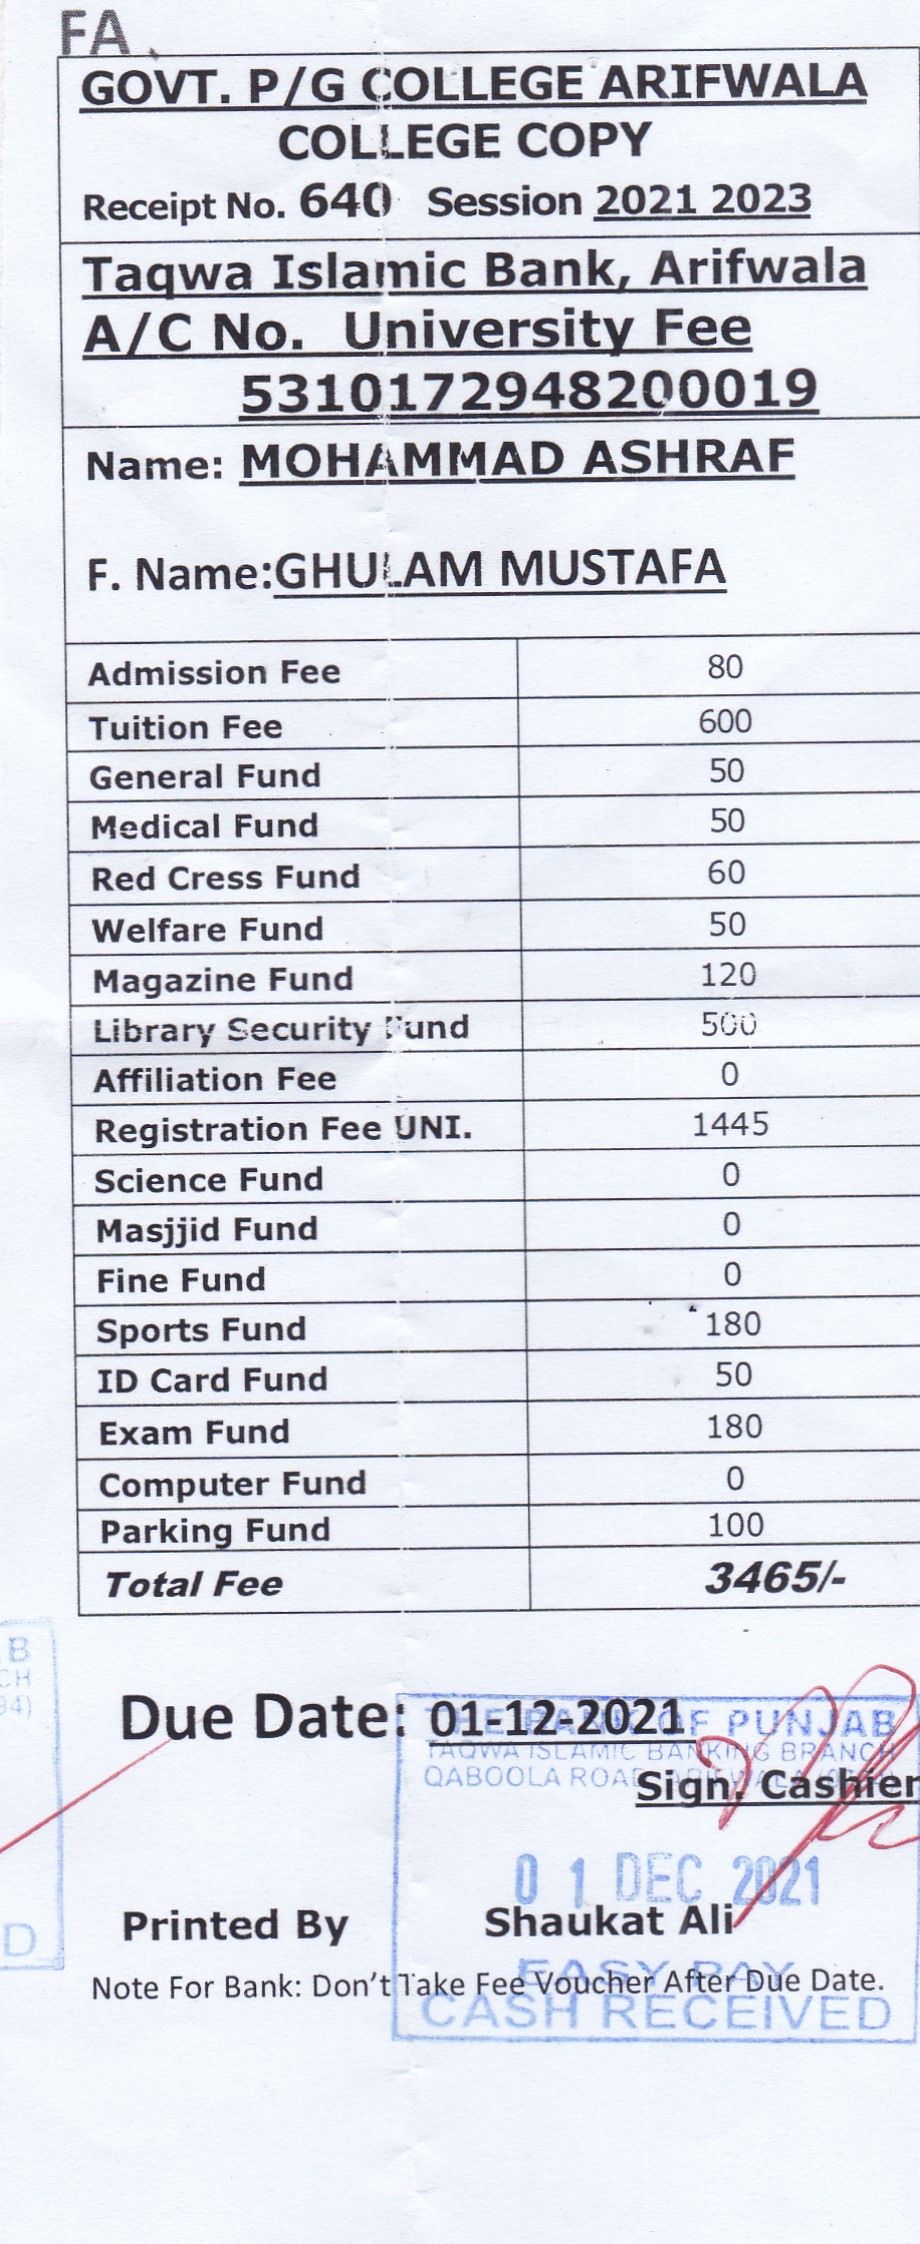 FA
GOVT. P/G COLLEGE ARIFWALA
COLLEGE COPY
Receipt No. 640 Session 2021 2023
Taqwa Islamic Bank, Arifwala
A/C No. University Fee
5310172948200019
Name: MOHAMMAD ASHRAF
F. Name:GHULAM MUSTAFA
Admission Fee 80
Tuition Fee 600
General Fund 50
Medical Fund 50
Red Cress Fund 60
Welfare Fund 50
Magazine Fund 120
Library Security Fund 500
Affiliation Fee 0
Registration Fee UNI. 1445
Science Fund 0
Masjjid Fund 0
Fine Fund 0
Sports Fund 180
ID Card Fund 50
Exam Fund 180
Computer Fund 0
Parking Fund 100
Total Fee 3465/-
Due Date: 01-12-2021
THE BANK OF PUNJAB
TAQWA ISLAMIC BANKING BRANCH
QABOOLA ROAD ARIFWALA
Sign. Cashier
01 DEC 2021
Printed By Shaukat Ali
EASY PAY
Note For Bank: Don't Take Fee Voucher After Due Date.
CASH RECEIVED